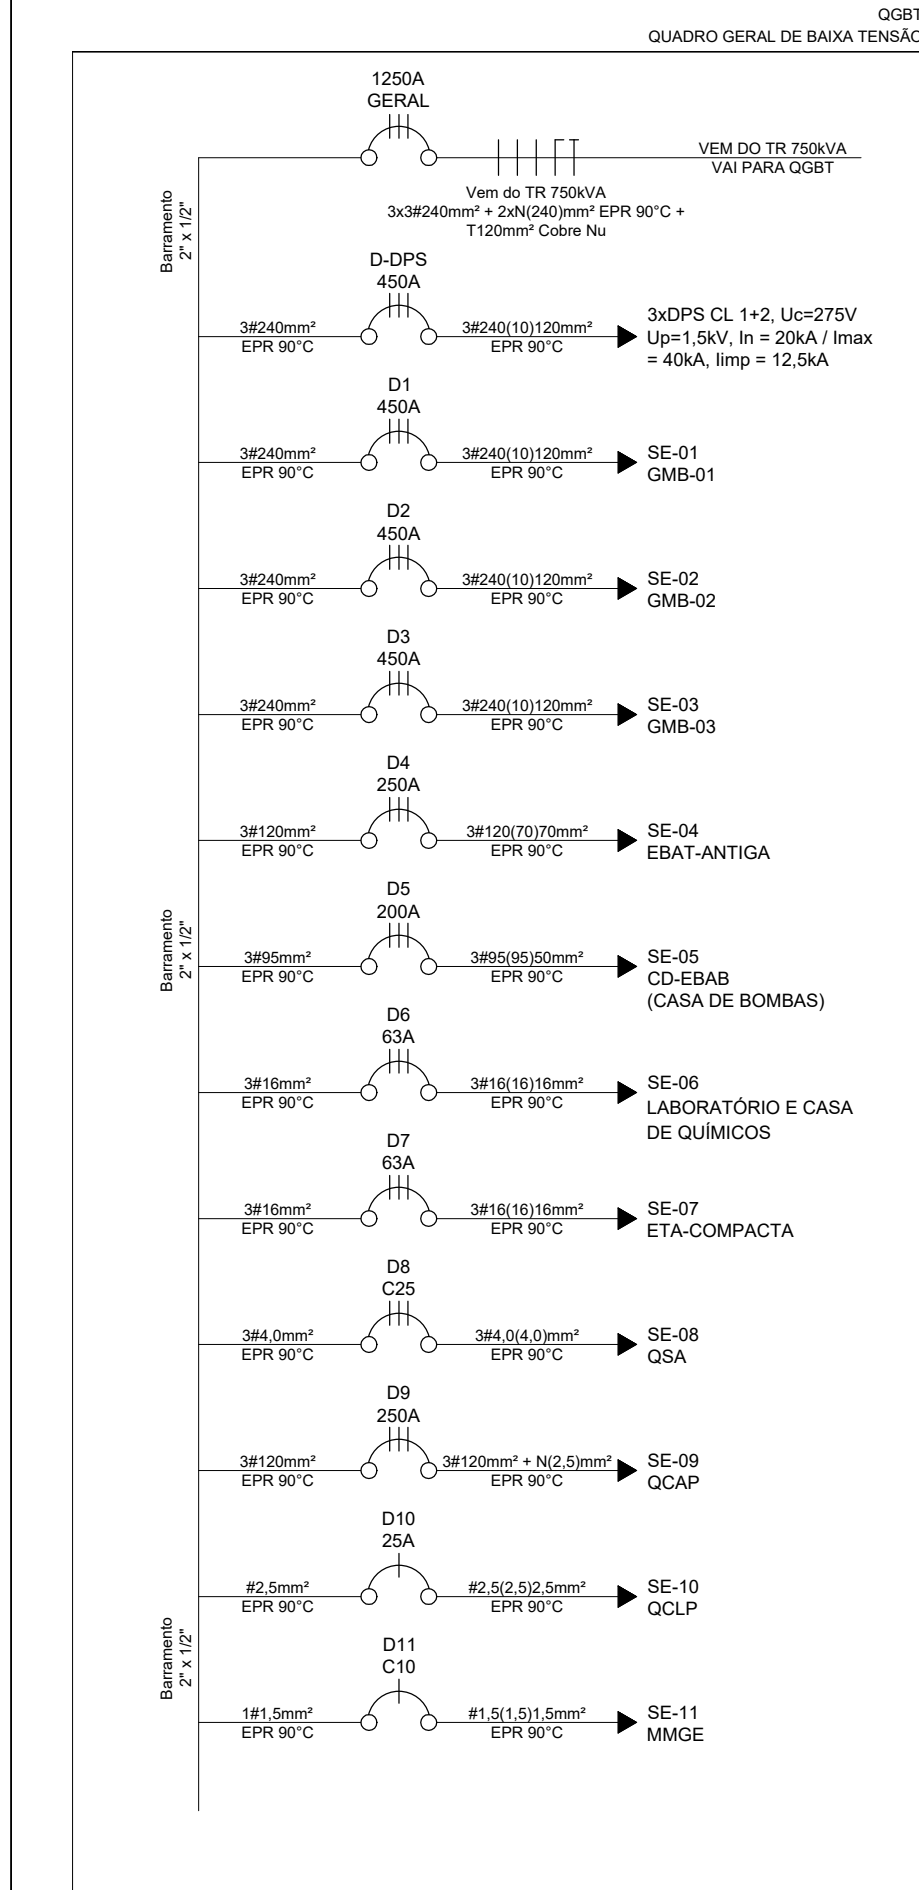 QGBT
QUADRO GERAL DE BAIXA TENSÃO
1250A
GERAL
VEM DO TR 750kVA
VAI PARA QGBT
Vem do TR 750kVA
3x3#240mm² + 2xN(240)mm² EPR 90°C +
T120mm² Cobre Nu
Barramento
2" x 1/2"
D-DPS
450A
3#240mm²
EPR 90°C
3#240(10)120mm²
EPR 90°C
3xDPS CL 1+2, Uc=275V
Up=1,5kV, In = 20kA / Imax
= 40kA, Iimp = 12,5kA
D1
450A
3#240mm²
EPR 90°C
3#240(10)120mm²
EPR 90°C
SE-01
GMB-01
D2
450A
3#240mm²
EPR 90°C
3#240(10)120mm²
EPR 90°C
SE-02
GMB-02
D3
450A
3#240mm²
EPR 90°C
3#240(10)120mm²
EPR 90°C
SE-03
GMB-03
D4
250A
3#120mm²
EPR 90°C
3#120(70)70mm²
EPR 90°C
SE-04
EBAT-ANTIGA
Barramento
2" x 1/2"
D5
200A
3#95mm²
EPR 90°C
3#95(95)50mm²
EPR 90°C
SE-05
CD-EBAB
(CASA DE BOMBAS)
D6
63A
3#16mm²
EPR 90°C
3#16(16)16mm²
EPR 90°C
SE-06
LABORATÓRIO E CASA
DE QUÍMICOS
D7
63A
3#16mm²
EPR 90°C
3#16(16)16mm²
EPR 90°C
SE-07
ETA-COMPACTA
D8
C25
3#4,0mm²
EPR 90°C
3#4,0(4,0)mm²
EPR 90°C
SE-08
QSA
D9
250A
3#120mm²
EPR 90°C
3#120mm² + N(2,5)mm²
EPR 90°C
SE-09
QCAP
D10
25A
#2,5mm²
EPR 90°C
#2,5(2,5)2,5mm²
EPR 90°C
SE-10
QCLP
Barramento
2" x 1/2"
D11
C10
1#1,5mm²
EPR 90°C
#1,5(1,5)1,5mm²
EPR 90°C
SE-11
MMGE